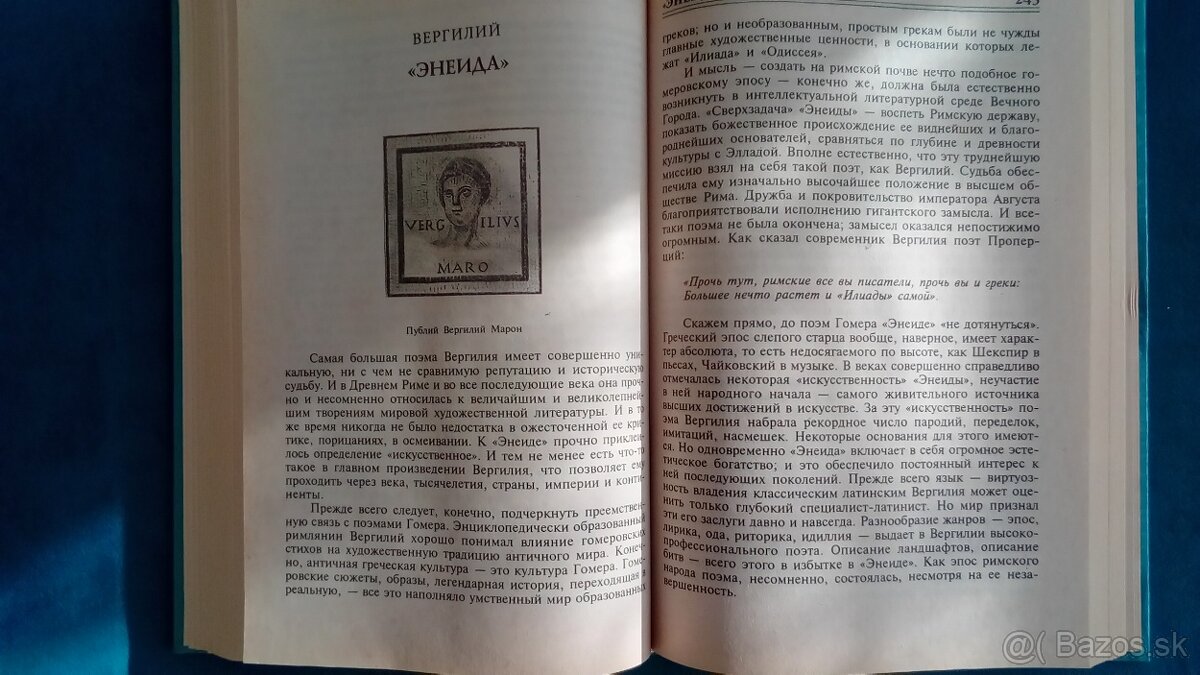 ВЕРГИЛИЙ
«ЭНЕИДА»
VERG ILIVS
MARO
Публий Вергилий Марон
Самая большая поэма Вергилия имеет совершенно уни-
кальную, ни с чем не сравнимую репутацию и историческую
судьбу. И в Древнем Риме и во все последующие века она проч-
но и несомненно относилась к величайшим и великолепней-
шим творениям мировой художественной литературы. И в то
же время никогда не было недостатка в ожесточенной ее кри-
тике, порицаниях, в осмеивании. К «Энеиде» прочно приклеи-
лось определение «искусственное». И тем не менее есть что-то
такое в главном произведении Вергилия, что позволяет ему
проходить через века, тысячелетия, страны, империи и конти-
ненты.
Прежде всего следует, конечно, подчеркнуть преемствен-
ную связь с поэмами Гомера. Энциклопедически образованный
римлянин Вергилий хорошо понимал влияние гомеровских
стихов на художественную традицию античного мира. Конеч-
но, античная греческая культура — это культура Гомера. Гоме-
ровские сюжеты, образы, легендарная история, переходящая в
реальную, — все это наполняло умственный мир образованных
245
греков; но и необразованным, простым грекам были не чужды
главные художественные ценности, в основании которых ле-
жат «Илиада» и «Одиссея».
И мысль — создать на римской почве нечто подобное го-
меровскому эпосу — конечно же, должна была естественно
возникнуть в интеллектуальной литературной среде Вечного
Города. «Сверхзадача» «Энеиды» — воспеть Римскую державу,
показать божественное происхождение ее виднейших и благо-
роднейших основателей, сравняться по глубине и древности
культуры с Элладой. Вполне естественно, что эту труднейшую
миссию взял на себя такой поэт, как Вергилий. Судьба обес-
печила ему изначально высочайшее положение в высшем об-
ществе Рима. Дружба и покровительство императора Августа
благоприятствовали исполнению гигантского замысла. И все-
таки поэма не была окончена; замысел оказался непостижимо
огромным. Как сказал современник Вергилия поэт Пропер-
ций:
«Прочь тут, римские все вы писатели, прочь вы и греки:
Большее нечто растет и «Илиады» самой».
Скажем прямо, до поэм Гомера «Энеиде» «не дотянуться».
Греческий эпос слепого старца вообще, наверное, имеет харак-
тер абсолюта, то есть недосягаемого по высоте, как Шекспир в
пьесах, Чайковский в музыке. В веках совершенно справедливо
отмечалась некоторая «искусственность» «Энеиды», неучастие
в ней народного начала — самого живительного источника
высших достижений в искусстве. За эту «искусственность» по-
эма Вергилия набрала рекордное число пародий, переделок,
имитаций, насмешек. Некоторые основания для этого имеют-
ся. Но одновременно «Энеида» включает в себя огромное эсте-
тическое богатство; и это обеспечило постоянный интерес к
ней последующих поколений. Прежде всего язык — виртуоз-
ность владения классическим латинским Вергилия может оце-
нить только глубокий специалист-латинист. Но мир признал
эти его заслуги давно и навсегда. Разнообразие жанров — эпос,
лирика, ода, риторика, идиллия — выдает в Вергилии высоко-
профессионального поэта. Описание ландшафтов, описание
битв — всего этого в избытке в «Энеиде». Как эпос римского
народа поэма, несомненно, состоялась, несмотря на ее неза-
вершенность.
@( Bazos.sk